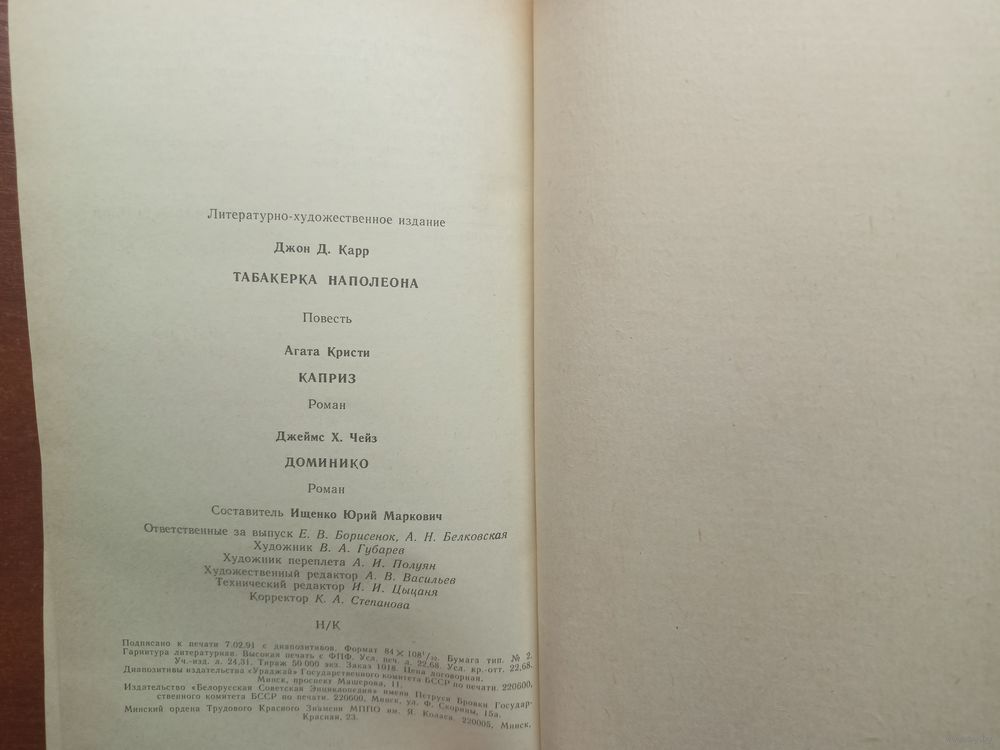 Литературно-художественное издание
Джон Д. Карр
ТАБАКЕРКА НАПОЛЕОНА
Повесть
Агата Кристи
КАПРИЗ
Роман
Джеймс Х. Чейз
ДОМИНИКО
Роман
Составитель Ищенко Юрий Маркович
Ответственные за выпуск Е. В. Борисенок, А. Н. Белковская
Художник В. А. Губарев
Художник переплета А. И. Полуян
Художественный редактор А. В. Васильев
Технический редактор И. И. Цыцаня
Корректор К. А. Степанова
Н/К
Подписано к печати 7.02.91 с диапозитивов. Формат 84×108¹/₃₂. Бумага тип. № 2.
Гарнитура литературная. Высокая печать с ФПФ. Усл. печ. л. 22,68. Усл. кр.-отт. 22,68.
Уч.-изд. л. 24,31. Тираж 50 000 экз. Заказ 1018. Цена договорная.
Диапозитивы издательства «Ураджай» Государственного комитета БССР по печати. 220600,
Минск, проспект Машерова, 11.
Издательство «Белорусская Советская Энциклопедия» имени Петруся Бровки Государ-
ственного комитета БССР по печати. 220600, Минск, ул. Ф. Скорины, 15а.
Минский ордена Трудового Красного Знамени МППО им. Я. Коласа. 220005, Минск,
Красная, 23.